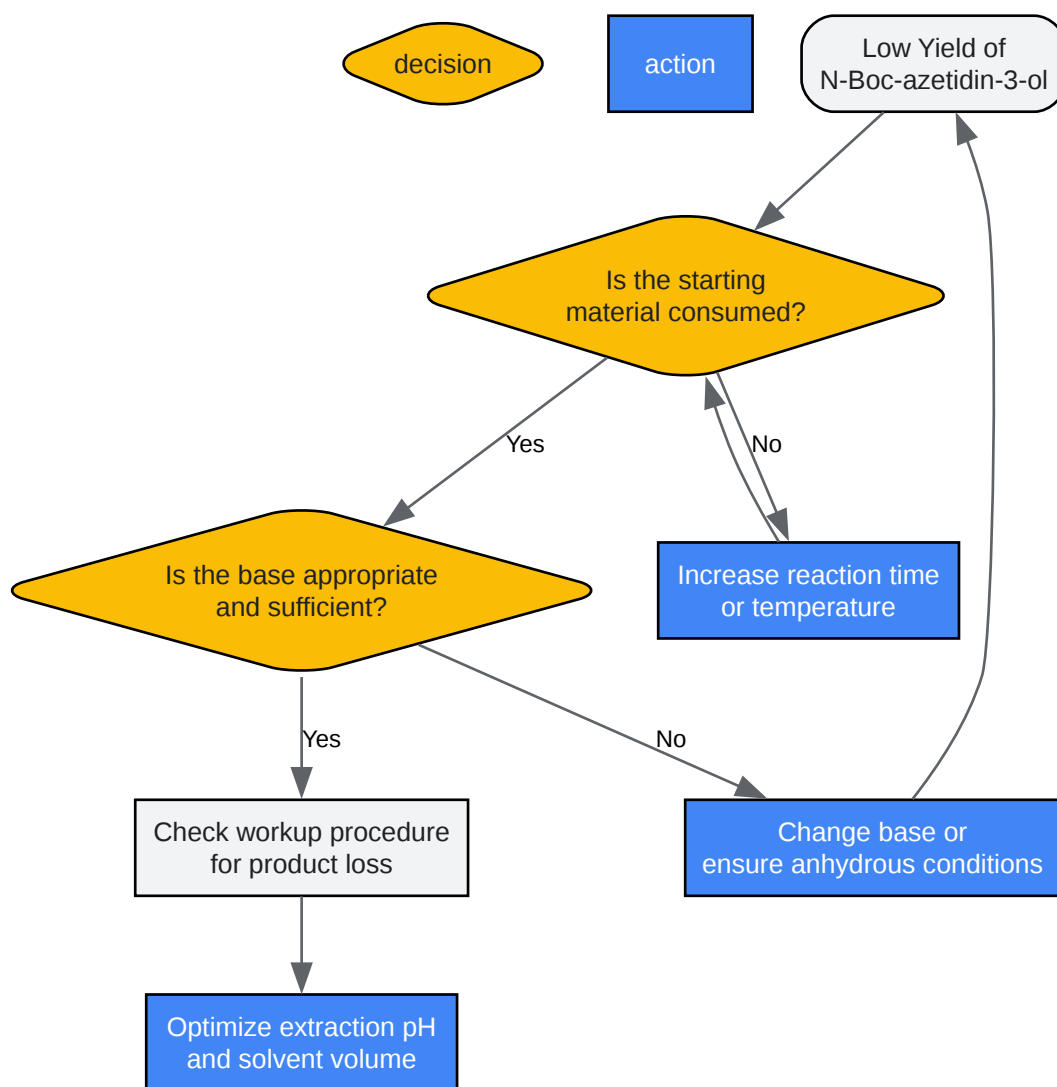 decision
action
Low Yield of
N-Boc-azetidin-3-ol
Is the starting
material consumed?
Yes
No
Is the base appropriate
and sufficient?
Increase reaction time
or temperature
Yes
No
Check workup procedure
for product loss
Change base or
ensure anhydrous conditions
Optimize extraction pH
and solvent volume